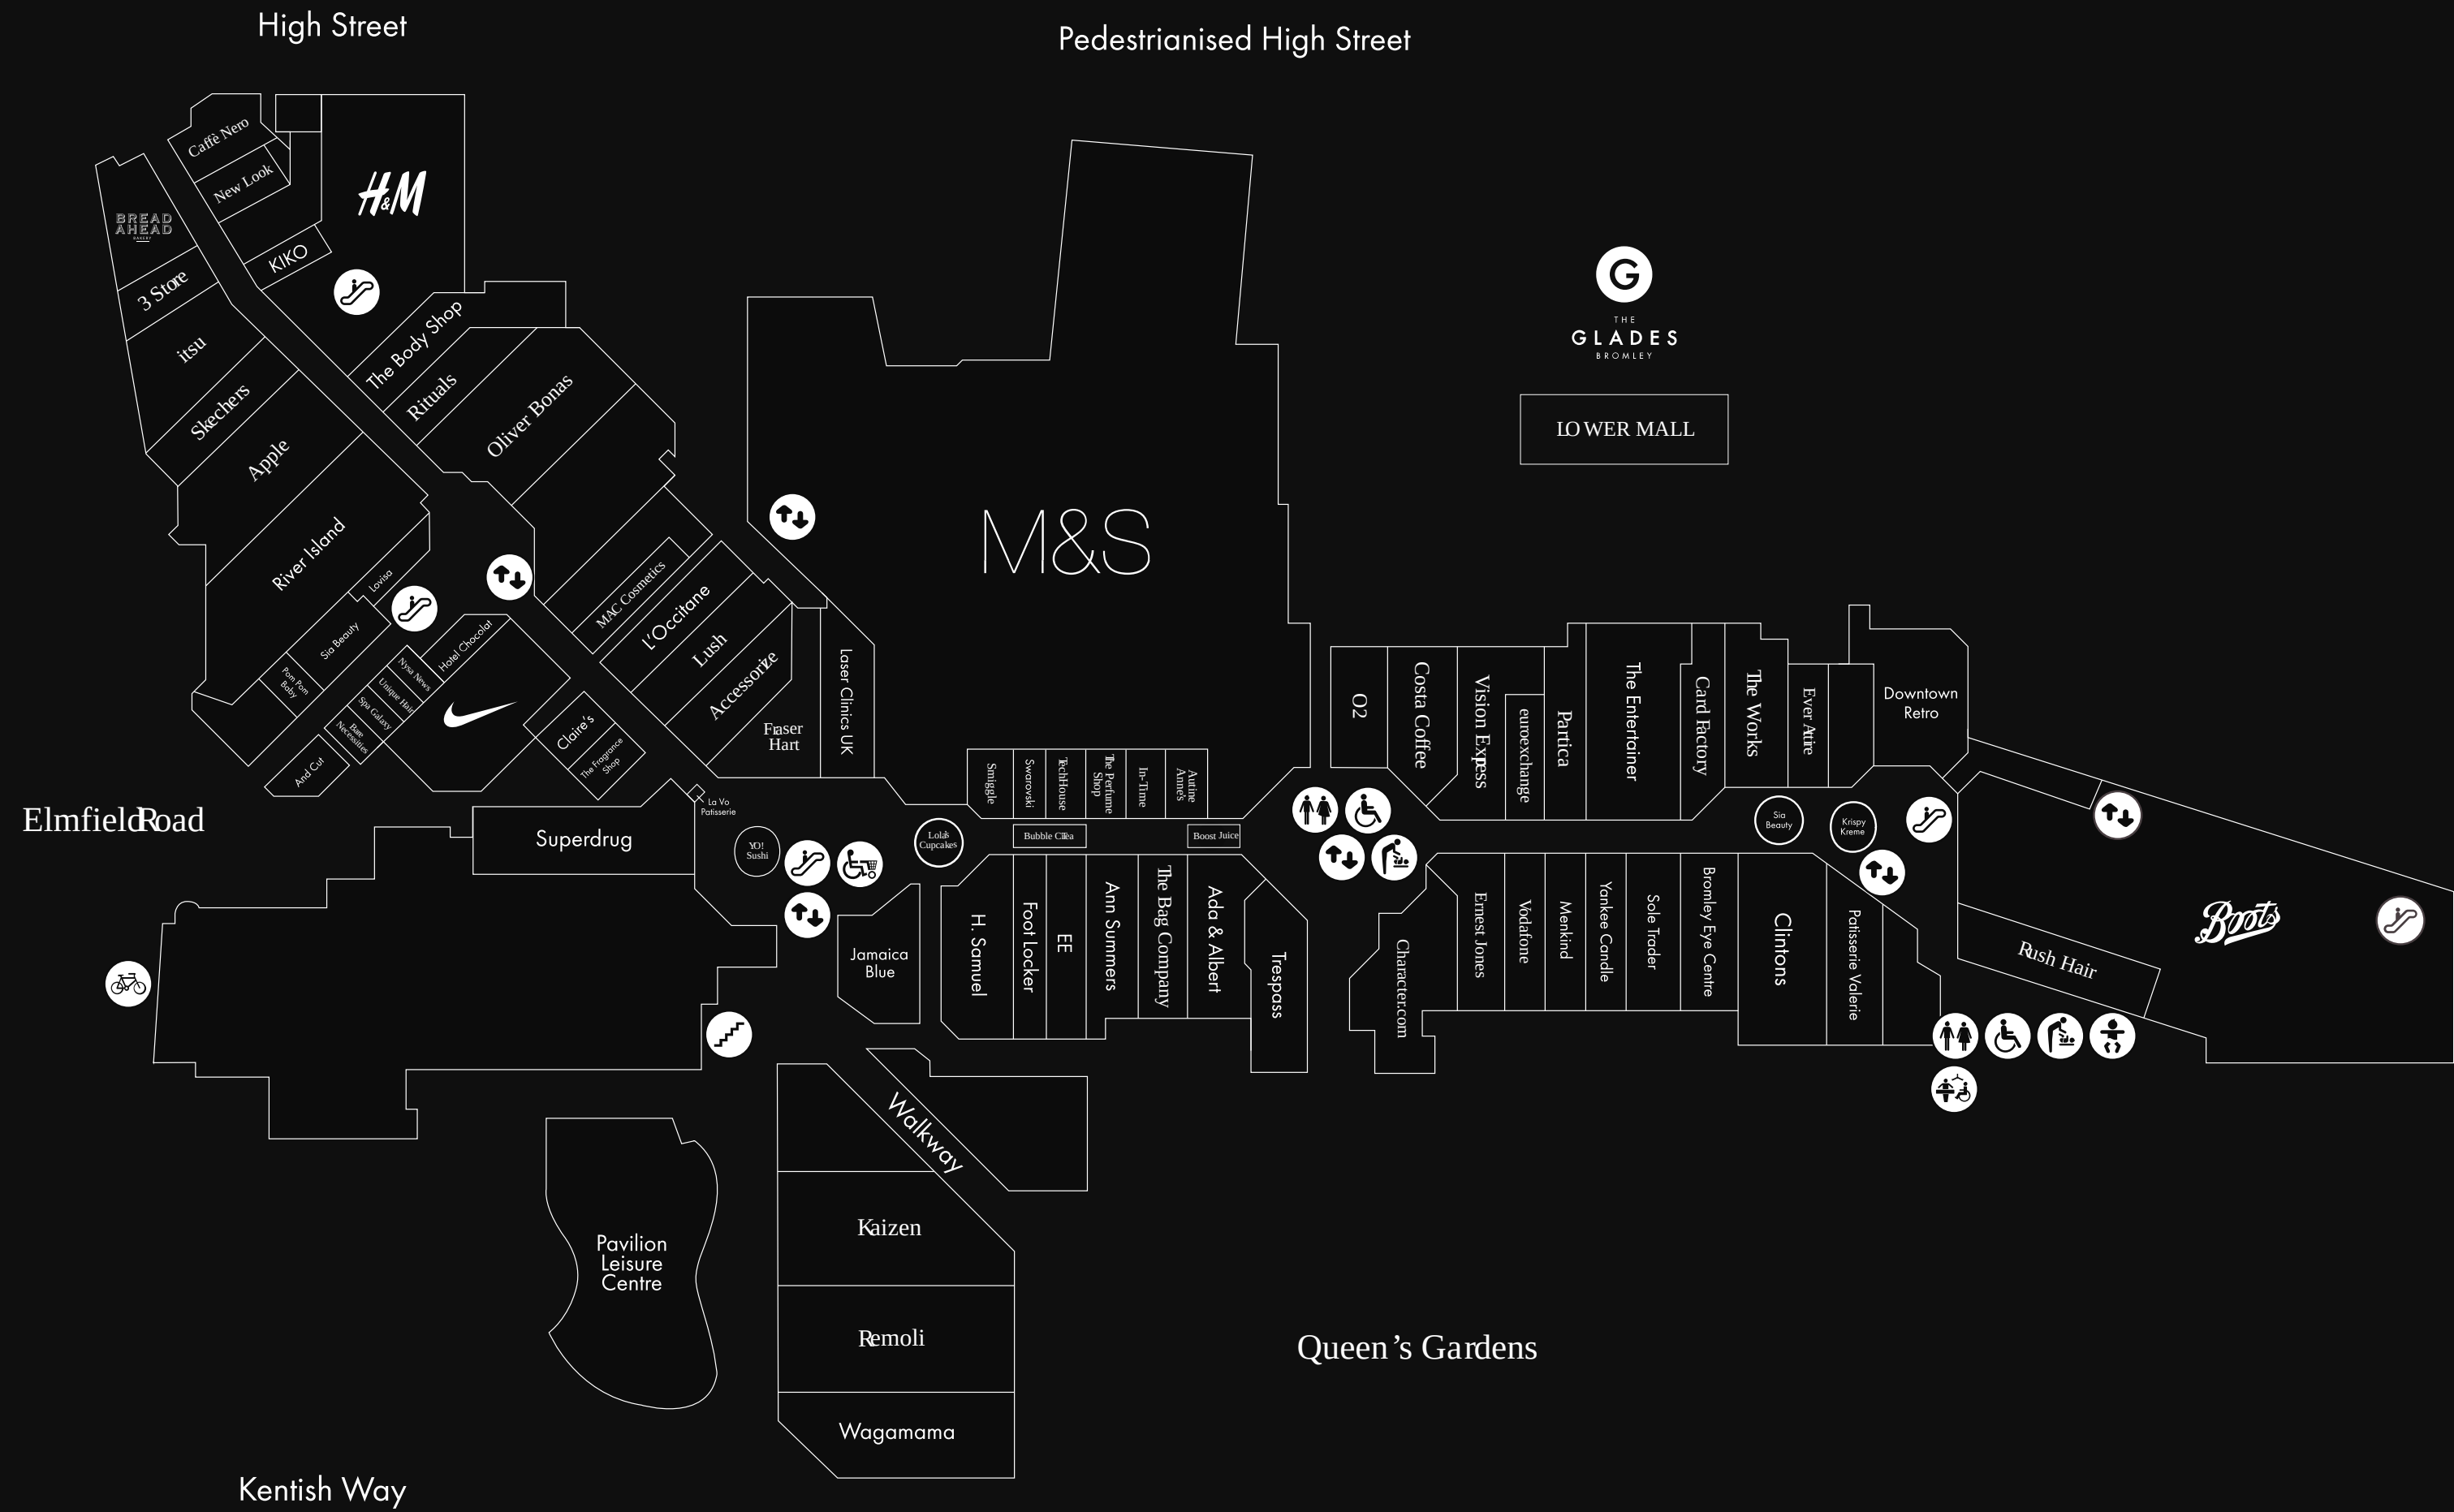 High Street
Pedestrianised High Street
Caffè Nero
New Look
H&M
BREAD
AHEAD
BAKERY
KIKO
3 Store
itsu
The Body Shop
Skechers
Rituals
Apple
Oliver Bonas
River Island
Lovisa
MAC Cosmetics
L'Occitane
Lush
Accessorize
Fraser
Hart
Laser Clinics UK
M&S
G
THE
GLADES
BROMLEY
LOWER MALL
Sia Beauty
Pom Pom
Baby
Hotel Chocolat
Nysa News
Unique Hair
Spa Galaxy
Bare
Necessities
And Cut
Claire's
The Fragrance
Shop
Elmfield Road
Superdrug
La Vo
Patisserie
YO!
Sushi
Lola's
Cupcakes
Smiggle
Swarovski
TechHouse
The Perfume
Shop
In-Time
Autine
Anne's
Bubble CiTea
Boost Juice
O2
Costa Coffee
Vision Express
euroexchange
Partica
The Entertainer
Card Factory
The Works
Ever Attire
Downtown
Retro
Sia
Beauty
Krispy
Kreme
Jamaica
Blue
H. Samuel
Foot Locker
EE
Ann Summers
The Bag Company
Ada & Albert
Trespass
Character.com
Ernest Jones
Vodafone
Menkind
Yankee Candle
Sole Trader
Bromley Eye Centre
Clintons
Patisserie Valerie
Boots
Rush Hair
Walkway
Kaizen
Pavilion
Leisure
Centre
Remoli
Queen's Gardens
Wagamama
Kentish Way